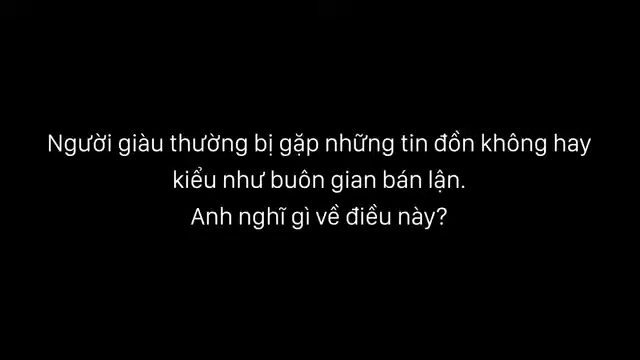 Người giàu thường bị gặp những tin đồn không hay
kiểu như buôn gian bán lận.
Anh nghĩ gì về điều này?